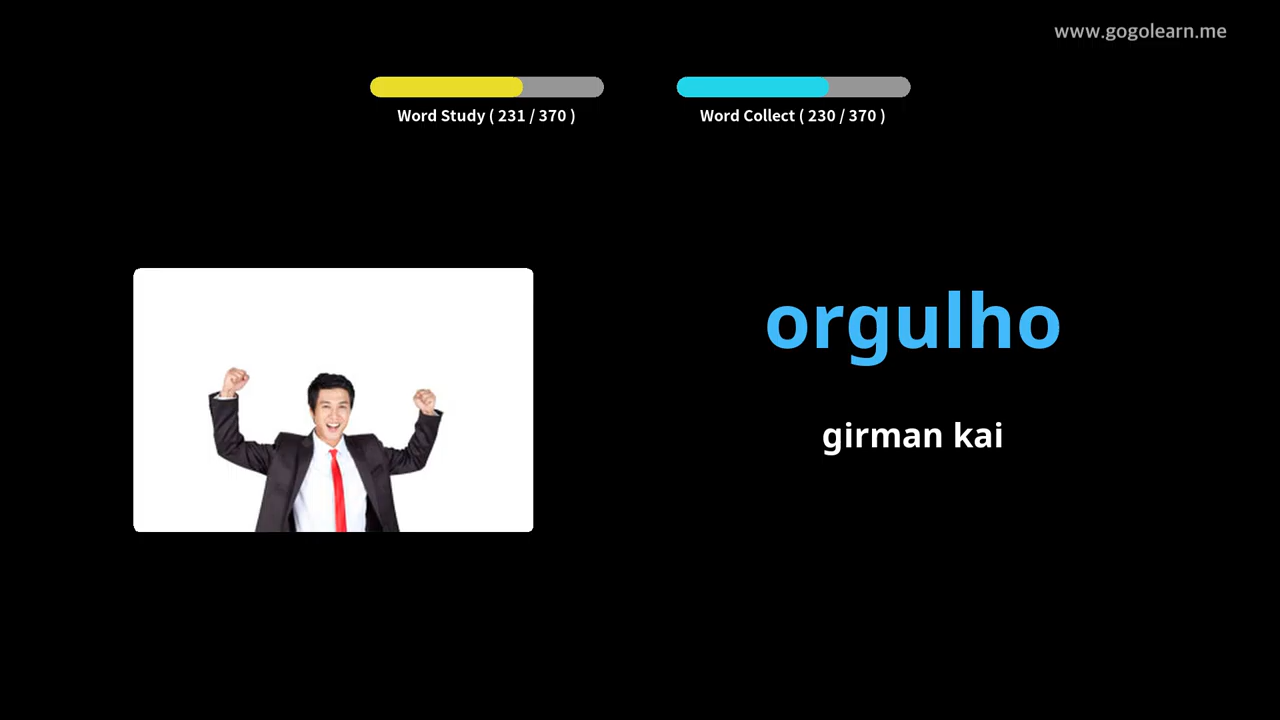 www.gogolearn.me
Word Study ( 231 / 370 )
Word Collect ( 230 / 370 )
orgulho
girman kai